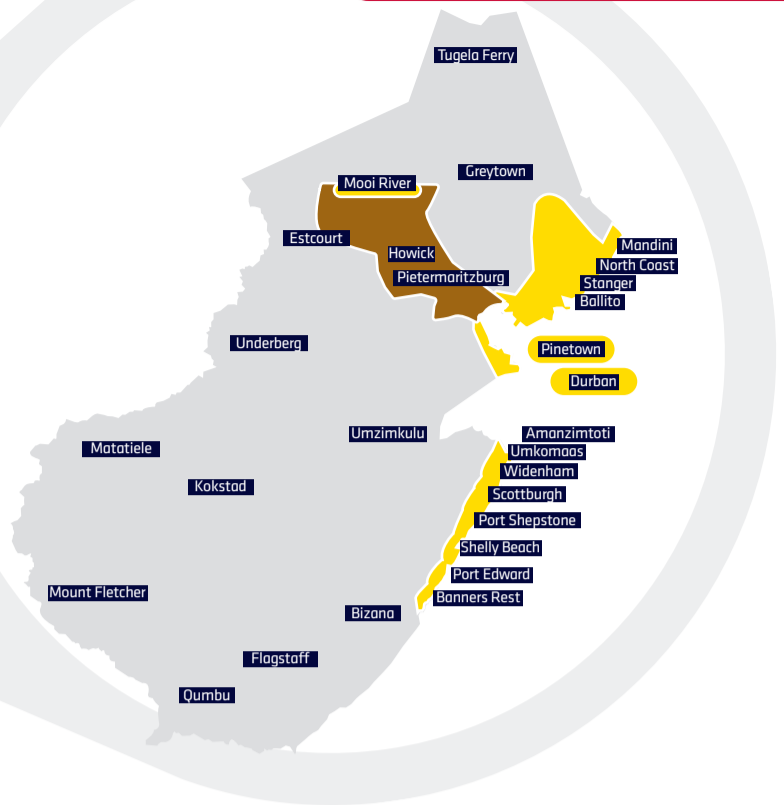 Tugela Ferry
Greytown
Mooi River
Estcourt
Howick
Mandini
North Coast
Pietermaritzburg
Stanger
Ballito
Underberg
Pinetown
Durban
Umzimkulu
Amanzimtoti
Matatiele
Umkomaas
Widenham
Kokstad
Scottburgh
Port Shepstone
Shelly Beach
Port Edward
Mount Fletcher
Banners Rest
Bizana
Flagstaff
Qumbu